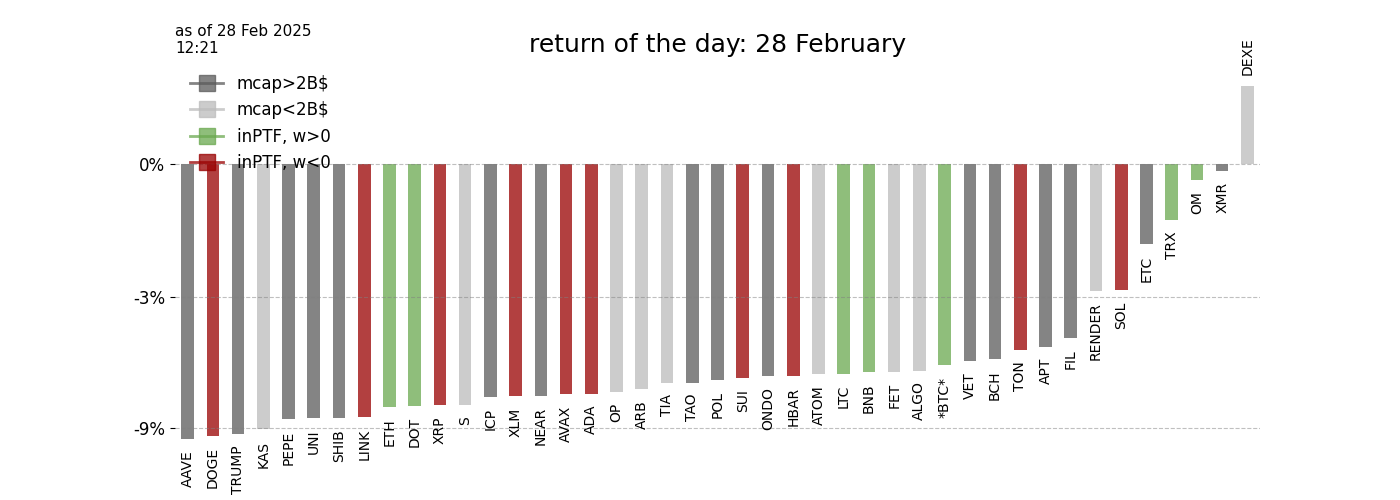 as of 28 Feb 2025
12:21
return of the day: 28 February
mcap>2B$
mcap<2B$
inPTF, w>0
inPTF, w<0
0%
-3%
-9%
AAVE
DOGE
TRUMP
KAS
PEPE
UNI
SHIB
LINK
ETH
DOT
XRP
S
ICP
XLM
NEAR
AVAX
ADA
OP
ARB
TIA
TAO
POL
SUI
ONDO
HBAR
ATOM
LTC
BNB
FET
ALGO
*BTC*
VET
BCH
TON
APT
FIL
RENDER
SOL
ETC
TRX
OM
XMR
DEXE